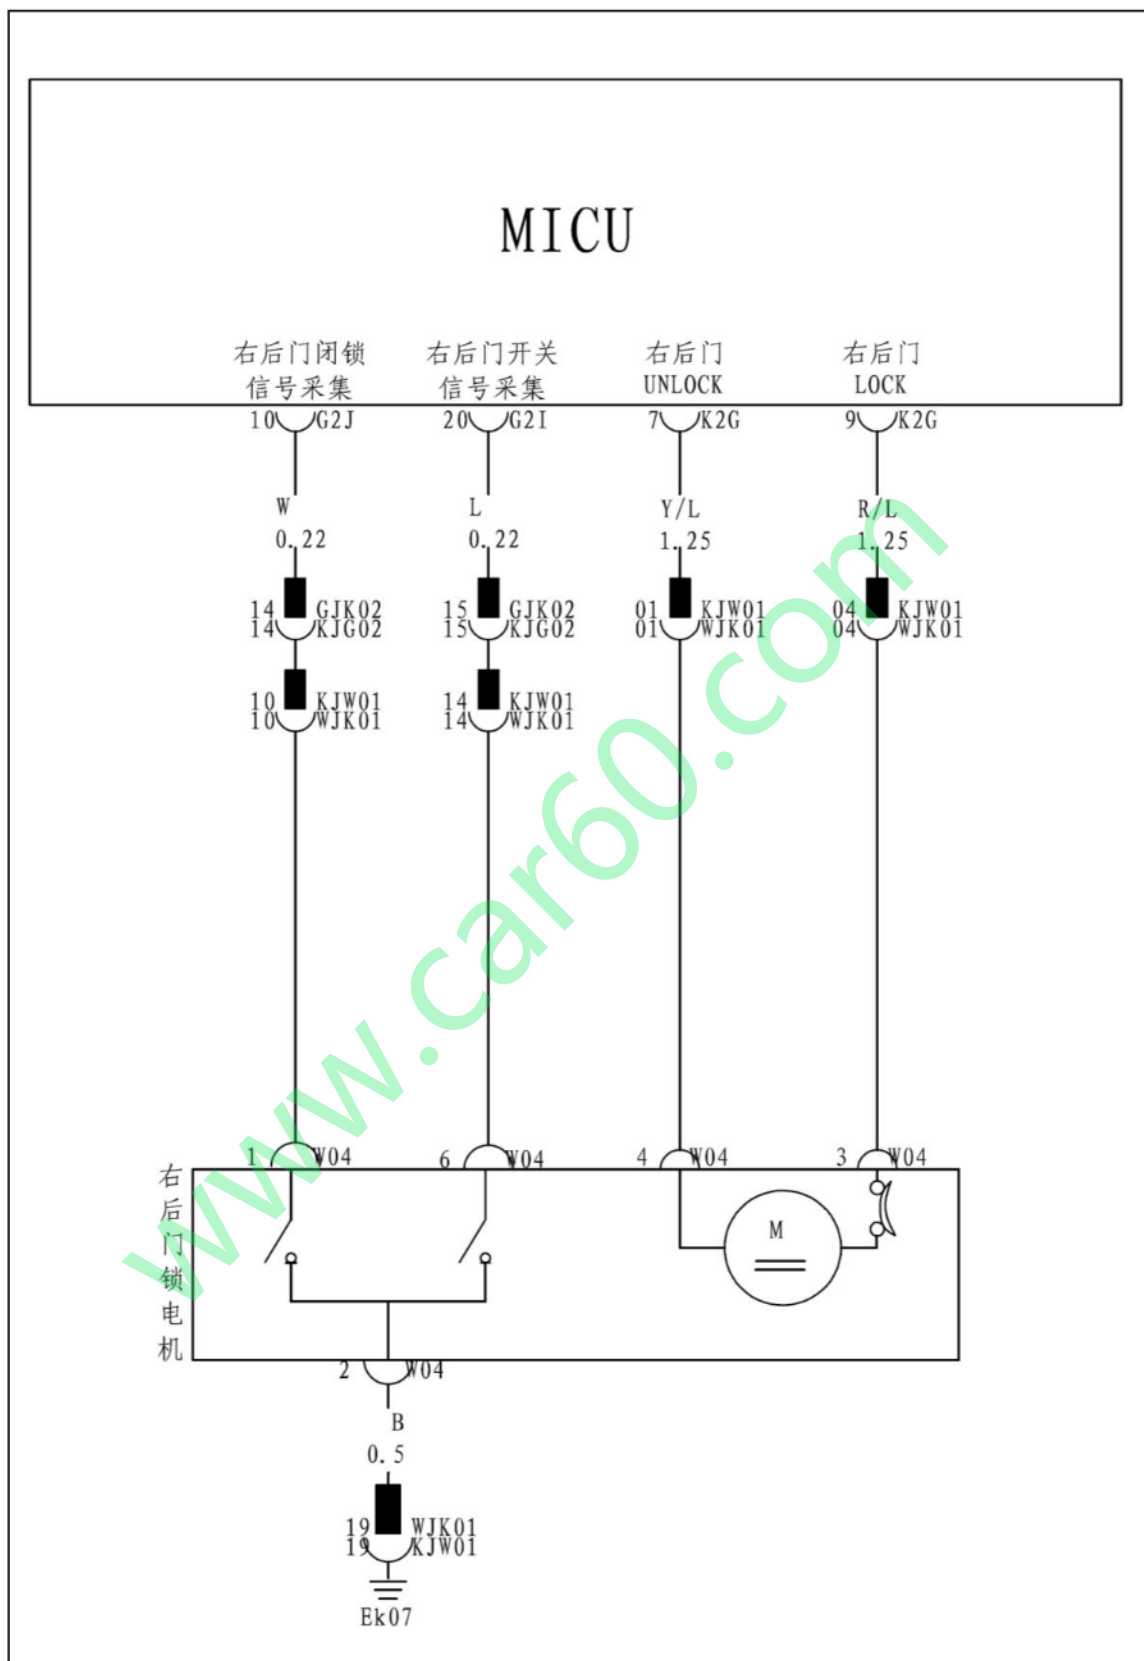 MICU
右后门闭锁
信号采集
右后门开关
信号采集
右后门
UNLOCK
右后门
LOCK
10 G2J
20 G2I
7 K2G
9 K2G
W
L
Y/L
R/L
0.22
0.22
1.25
1.25
14 GJK02
14 KJG02
15 GJK02
15 KJG02
01 KJW01
01 WJK01
04 KJW01
04 WJK01
10 KJW01
10 WJK01
14 KJW01
14 WJK01
www.car60.com
1 W04
6 W04
4 W04
3 W04
右后门锁电机
M
2 W04
B
0.5
19 WJK01
19 KJW01
Ek07